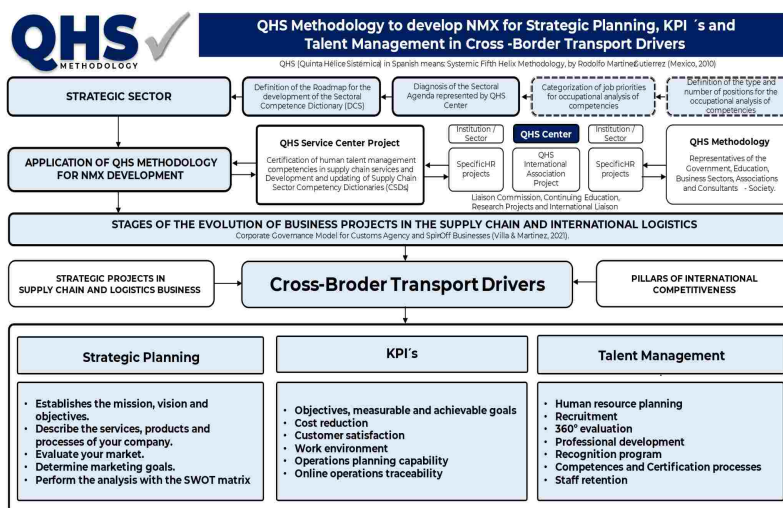 QHS
METHODOLOGY
QHS Methodology to develop NMX for Strategic Planning, KPI ´s and
Talent Management in Cross -Border Transport Drivers
QHS (Quinta Hélice Sistémica) in Spanish means: Systemic Fifth Helix Methodology, by Rodolfo Martinez Gutierrez (Mexico, 2010)
STRATEGIC SECTOR
Definition of the Roadmap for the
development of the Sectoral
Competence Dictionary (DCS)
Diagnosis of the Sectoral
Agenda represented by QHS
Center
Categorization of job priorities
for occupational analysis of
competencies
Definition of the type and
number of positions for the
occupational analysis of
competencies
APPLICATION OF QHS METHODOLOGY
FOR NMX DEVELOPMENT
QHS Service Center Project
Certification of human talent management
competencies in supply chain services and
Development and updating of Supply Chain
Sector Competency Dictionaries (CSDs)
Institution /
Sector
SpecificHR
projects
QHS Center
QHS
International
Association
Project
Institution /
Sector
SpecificHR
projects
Liaison Commission, Continuing Education,
Research Projects and International Liaison
QHS Methodology
Representatives of the
Government, Education,
Business Sectors, Associations
and Consultants - Society.
STAGES OF THE EVOLUTION OF BUSINESS PROJECTS IN THE SUPPLY CHAIN AND INTERNATIONAL LOGISTICS
Corporate Governance Model for Customs Agency and SpinOff Businesses (Villa & Martinez, 2021).
STRATEGIC PROJECTS IN
SUPPLY CHAIN AND LOGISTICS BUSINESS
Cross-Broder Transport Drivers
PILLARS OF INTERNATIONAL
COMPETITIVENESS
Strategic Planning
• Establishes the mission, vision and
objectives.
• Describe the services, products and
processes of your company.
• Evaluate your market.
• Determine marketing goals.
• Perform the analysis with the SWOT matrix
KPI´s
• Objectives, measurable and achievable goals
• Cost reduction
• Customer satisfaction
• Work environment
• Operations planning capability
• Online operations traceability
Talent Management
• Human resource planning
• Recruitment
• 360° evaluation
• Professional development
• Recognition program
• Competences and Certification processes
• Staff retention